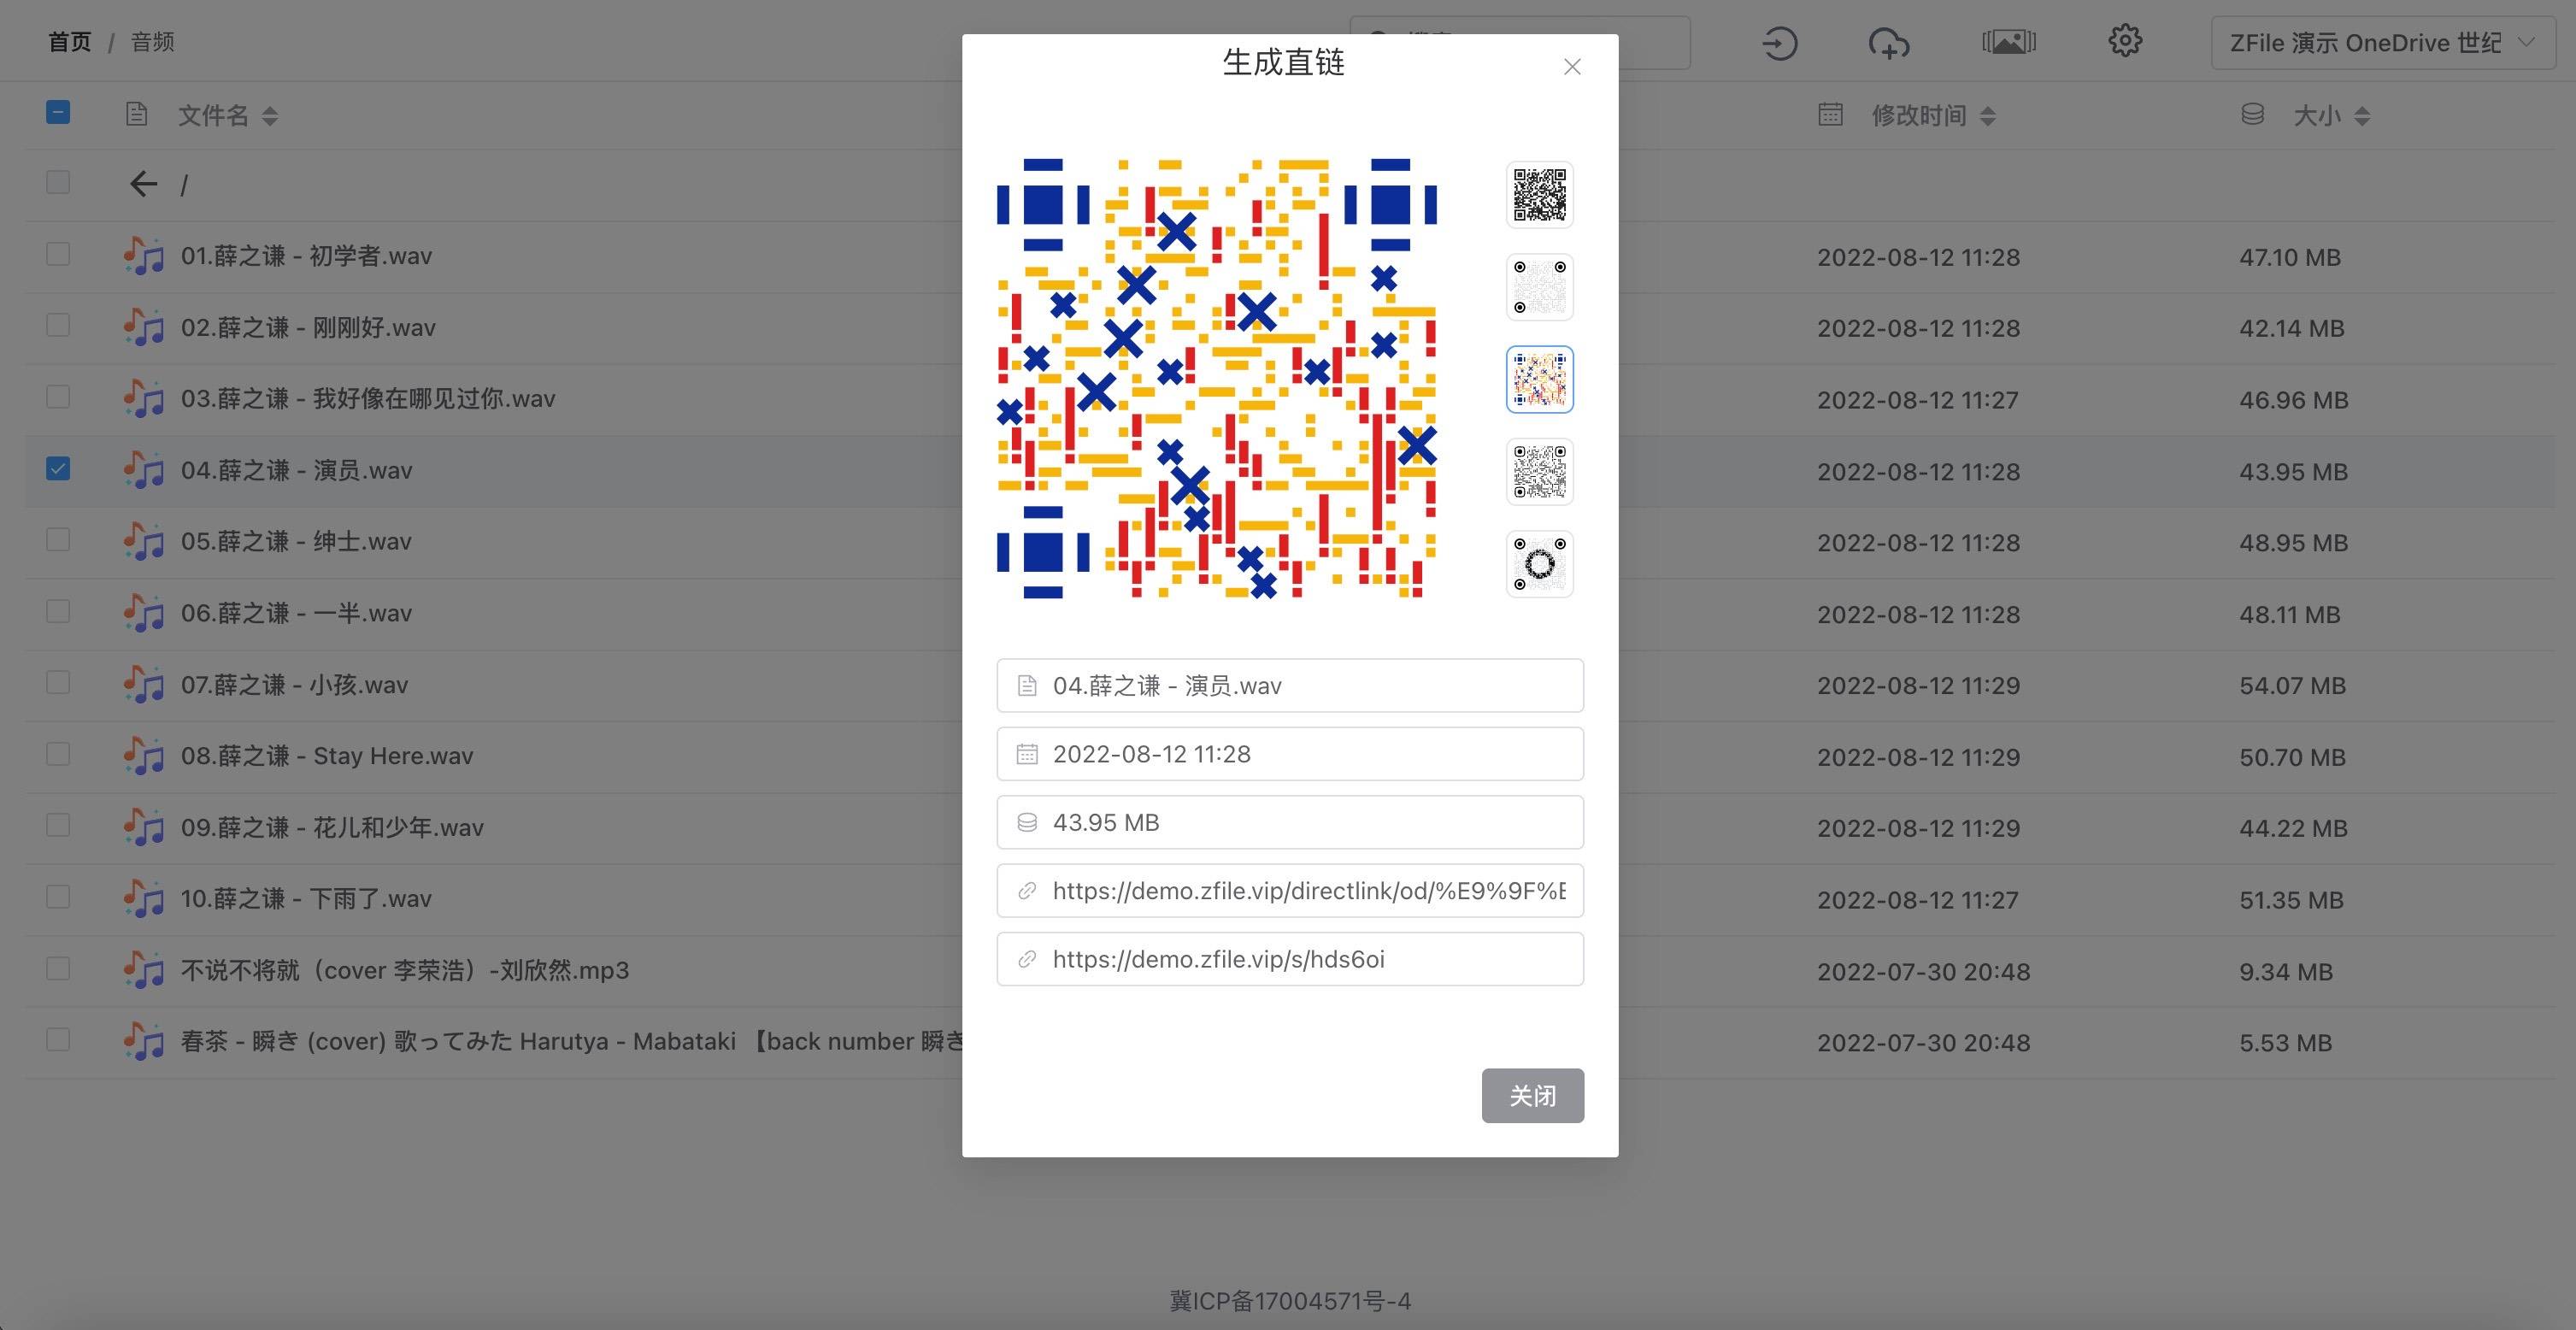 首页 / 音频
ZFile 演示 OneDrive 世纪
文件名 修改时间 大小
/
01.薛之谦 - 初学者.wav 2022-08-12 11:28 47.10 MB
02.薛之谦 - 刚刚好.wav 2022-08-12 11:28 42.14 MB
03.薛之谦 - 我好像在哪见过你.wav 2022-08-12 11:27 46.96 MB
04.薛之谦 - 演员.wav 2022-08-12 11:28 43.95 MB
05.薛之谦 - 绅士.wav 2022-08-12 11:28 48.95 MB
06.薛之谦 - 一半.wav 2022-08-12 11:28 48.11 MB
07.薛之谦 - 小孩.wav 2022-08-12 11:29 54.07 MB
08.薛之谦 - Stay Here.wav 2022-08-12 11:29 50.70 MB
09.薛之谦 - 花儿和少年.wav 2022-08-12 11:29 44.22 MB
10.薛之谦 - 下雨了.wav 2022-08-12 11:27 51.35 MB
不说不将就（cover 李荣浩）-刘欣然.mp3 2022-07-30 20:48 9.34 MB
春茶 - 瞬き (cover) 歌ってみた Harutya - Mabataki 【back number 瞬き 2022-07-30 20:48 5.53 MB
生成直链
04.薛之谦 - 演员.wav
2022-08-12 11:28
43.95 MB
https://demo.zfile.vip/directlink/od/%E9%9F%E
https://demo.zfile.vip/s/hds6oi
关闭
冀ICP备17004571号-4